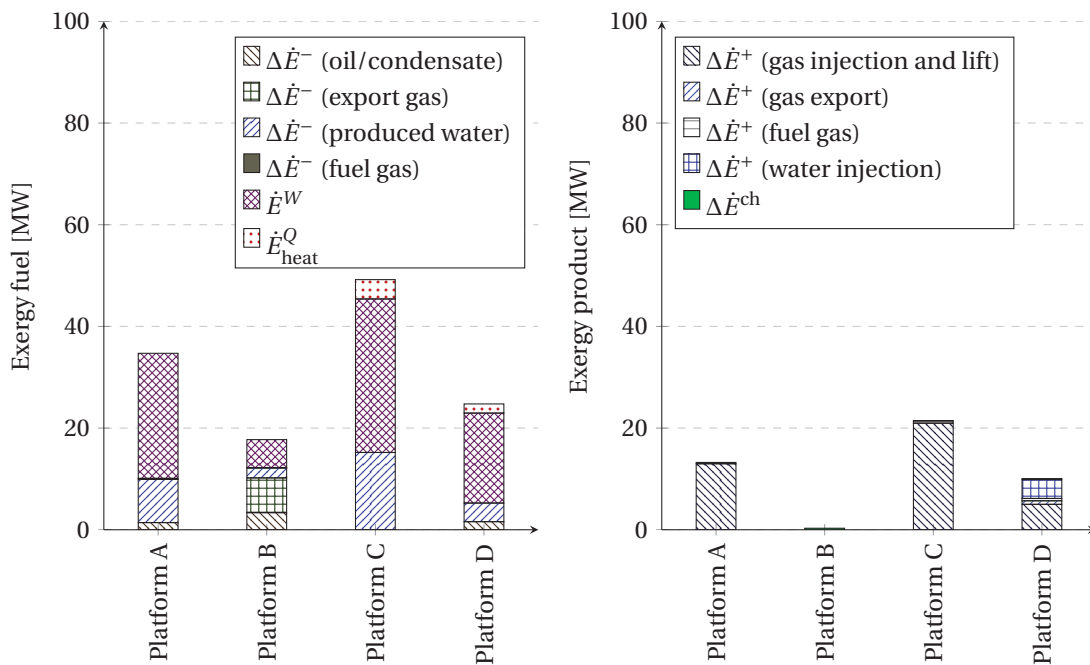 Exergy fuel [MW]
100
80
60
40
20
0
ΔĖ⁻ (oil/condensate)
ΔĖ⁻ (export gas)
ΔĖ⁻ (produced water)
ΔĖ⁻ (fuel gas)
Ė^W
Ė^Q_heat
Platform A
Platform B
Platform C
Platform D
Exergy product [MW]
100
80
60
40
20
0
ΔĖ⁺ (gas injection and lift)
ΔĖ⁺ (gas export)
ΔĖ⁺ (fuel gas)
ΔĖ⁺ (water injection)
ΔĖ^ch
Platform A
Platform B
Platform C
Platform D